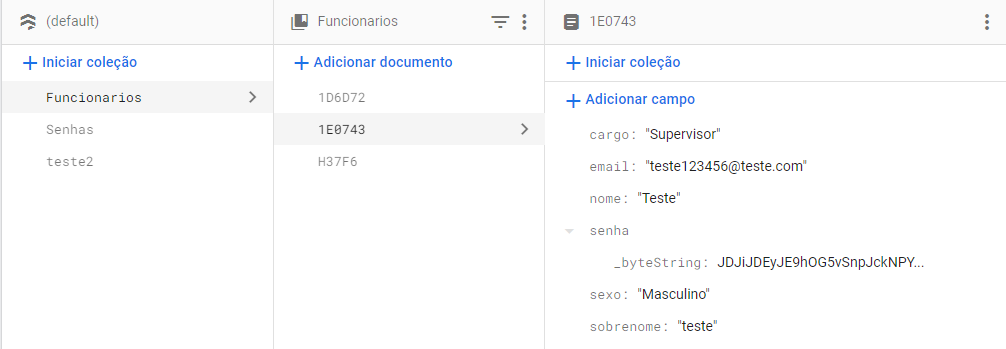 (default)
Iniciar coleção
Funcionarios
Senhas
teste2
Funcionarios
Adicionar documento
1D6D72
1E0743
H37F6
1E0743
Iniciar coleção
Adicionar campo
cargo: "Supervisor"
email: "teste123456@teste.com"
nome: "Teste"
senha
_byteString: JDJiJDEyJE9hOG5vSnpJckNPY...
sexo: "Masculino"
sobrenome: "teste"